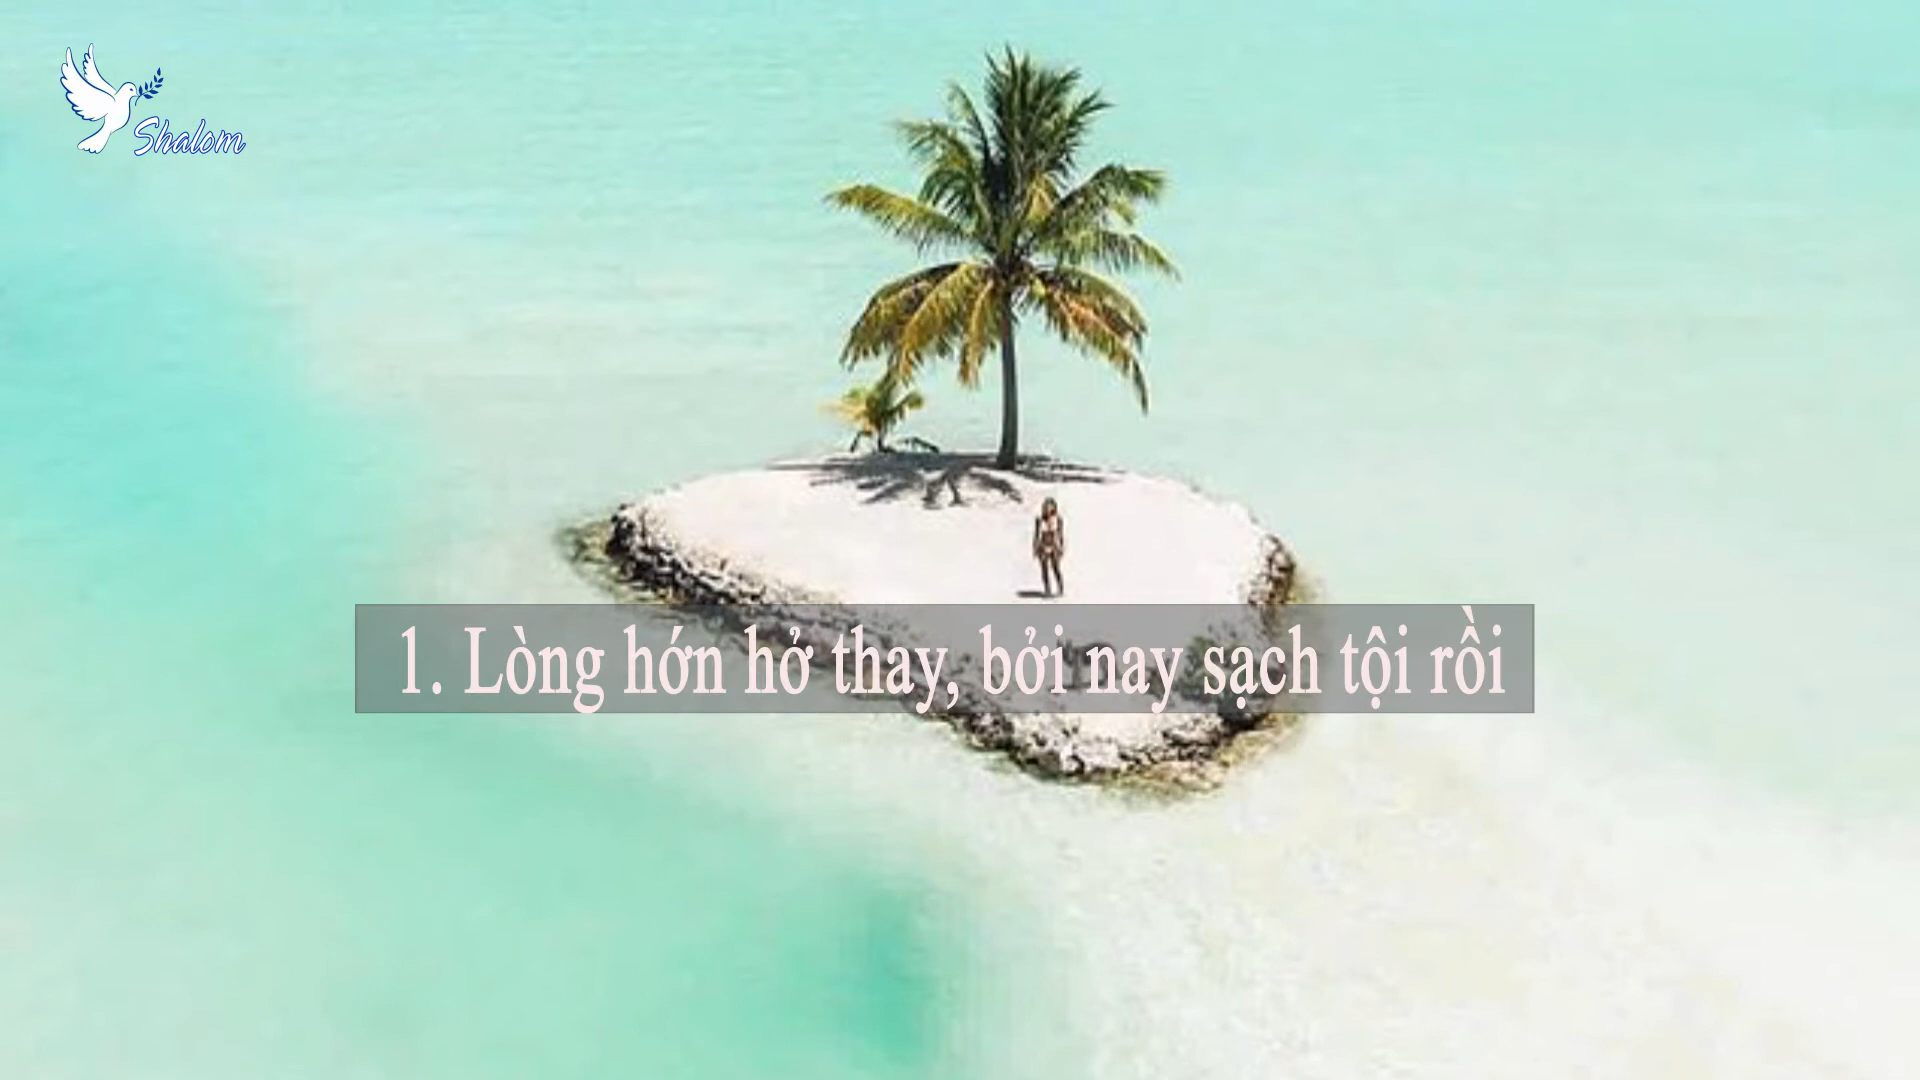 Shalom
1. Lòng hớn hở thay, bởi nay sạch tội rồi